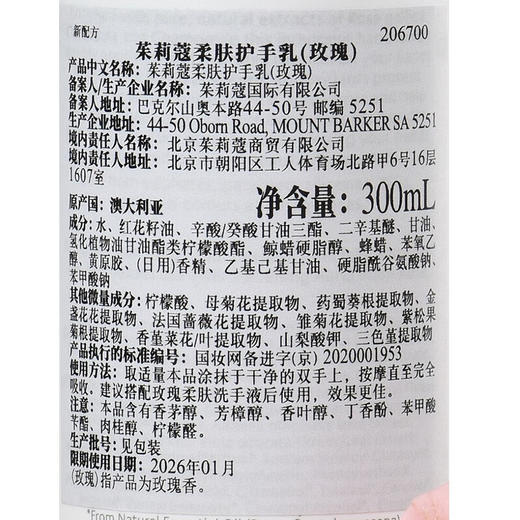 新配方
206700
茱莉蔻柔肤护手乳(玫瑰)
产品中文名称：茱莉蔻柔肤护手乳(玫瑰)
备案人/生产企业名称：茱莉蔻国际有限公司
备案人地址：巴克尔山奥本路44-50号 邮编 5251
生产企业地址：44-50 Oborn Road, MOUNT BARKER SA 5251
境内责任人名称：北京茱莉蔻商贸有限公司
境内责任人地址：北京市朝阳区工人体育场北路甲6号16层
1607室
原产国：澳大利亚
净含量：300mL
成分：水、红花籽油、辛酸/癸酸甘油三酯、二辛基醚、甘油、
氢化植物油甘油酯类柠檬酸酯、鲸蜡硬脂醇、蜂蜡、苯氧乙
醇、黄原胶、(日用)香精、乙基己基甘油、硬脂酰谷氨酸钠、
苯甲酸钠
其他微量成分：柠檬酸、母菊花提取物、药蜀葵根提取物、金
盏花花提取物、法国蔷薇花提取物、雏菊花提取物、紫松果
菊根提取物、香堇菜花/叶提取物、山梨酸钾、三色堇提取物
产品执行的标准编号：国妆网备进字(京) 2020001953
使用方法：取适量本品涂抹于干净的双手上，按摩直至完全
吸收。建议搭配玫瑰柔肤洗手液后使用，效果更佳。
注意：本品含有香茅醇、芳樟醇、香叶醇、丁香酚、苯甲酸
苄酯、肉桂醇、柠檬醛。
生产批号：见包装
限期使用日期：2026年01月
(玫瑰)指产品为玫瑰香。